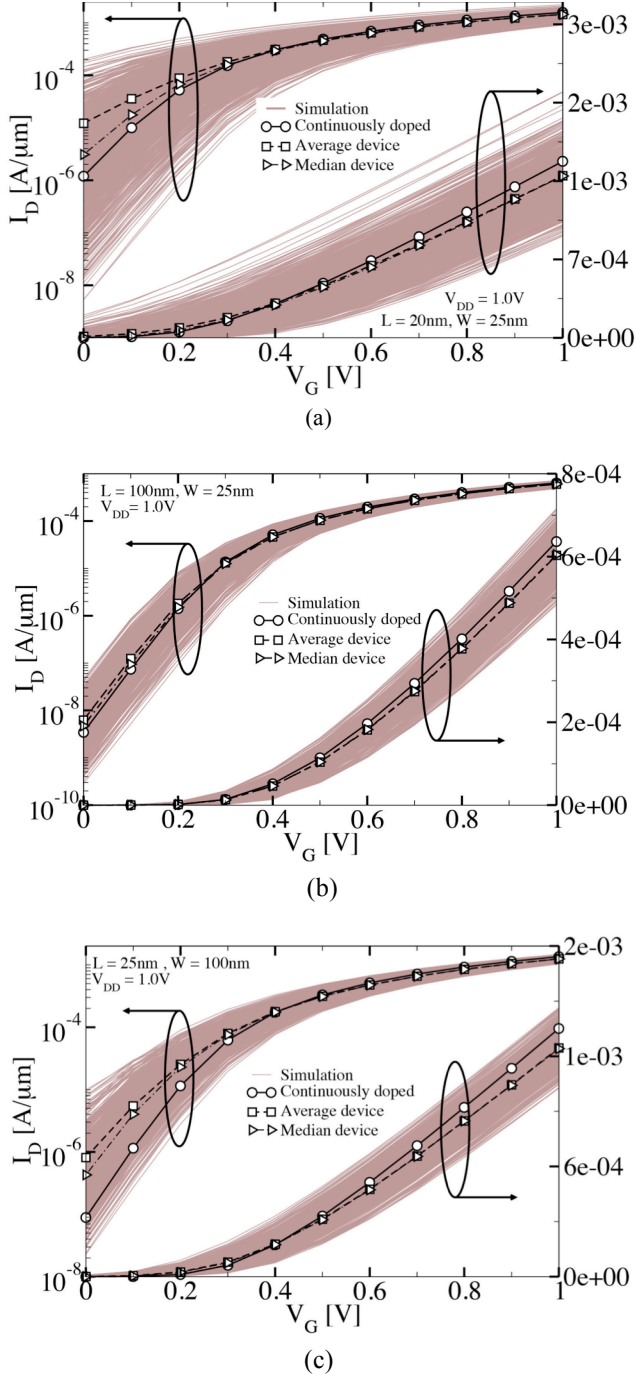 10⁻⁴
10⁻⁶
10⁻⁸
I_D [A/μm]
3e-03
2e-03
1e-03
7e-04
0e+00
Simulation
Continuously doped
Average device
Median device
V_DD = 1.0V
L = 20nm, W = 25nm
0 0.2 0.4 0.6 0.8 1
V_G [V]
(a)
L = 100nm, W = 25nm
V_DD = 1.0V
10⁻⁴
10⁻⁶
10⁻⁸
10⁻¹⁰
I_D [A/μm]
8e-04
6e-04
4e-04
2e-04
0e+00
Simulation
Continuously doped
Average device
Median device
0 0.2 0.4 0.6 0.8 1
V_G [V]
(b)
L = 25nm , W = 100nm
V_DD = 1.0V
10⁻⁴
10⁻⁶
10⁻⁸
I_D [A/μm]
2e-03
1e-03
6e-04
0e+00
Simulation
Continuously doped
Average device
Median device
0 0.2 0.4 0.6 0.8 1
V_G [V]
(c)